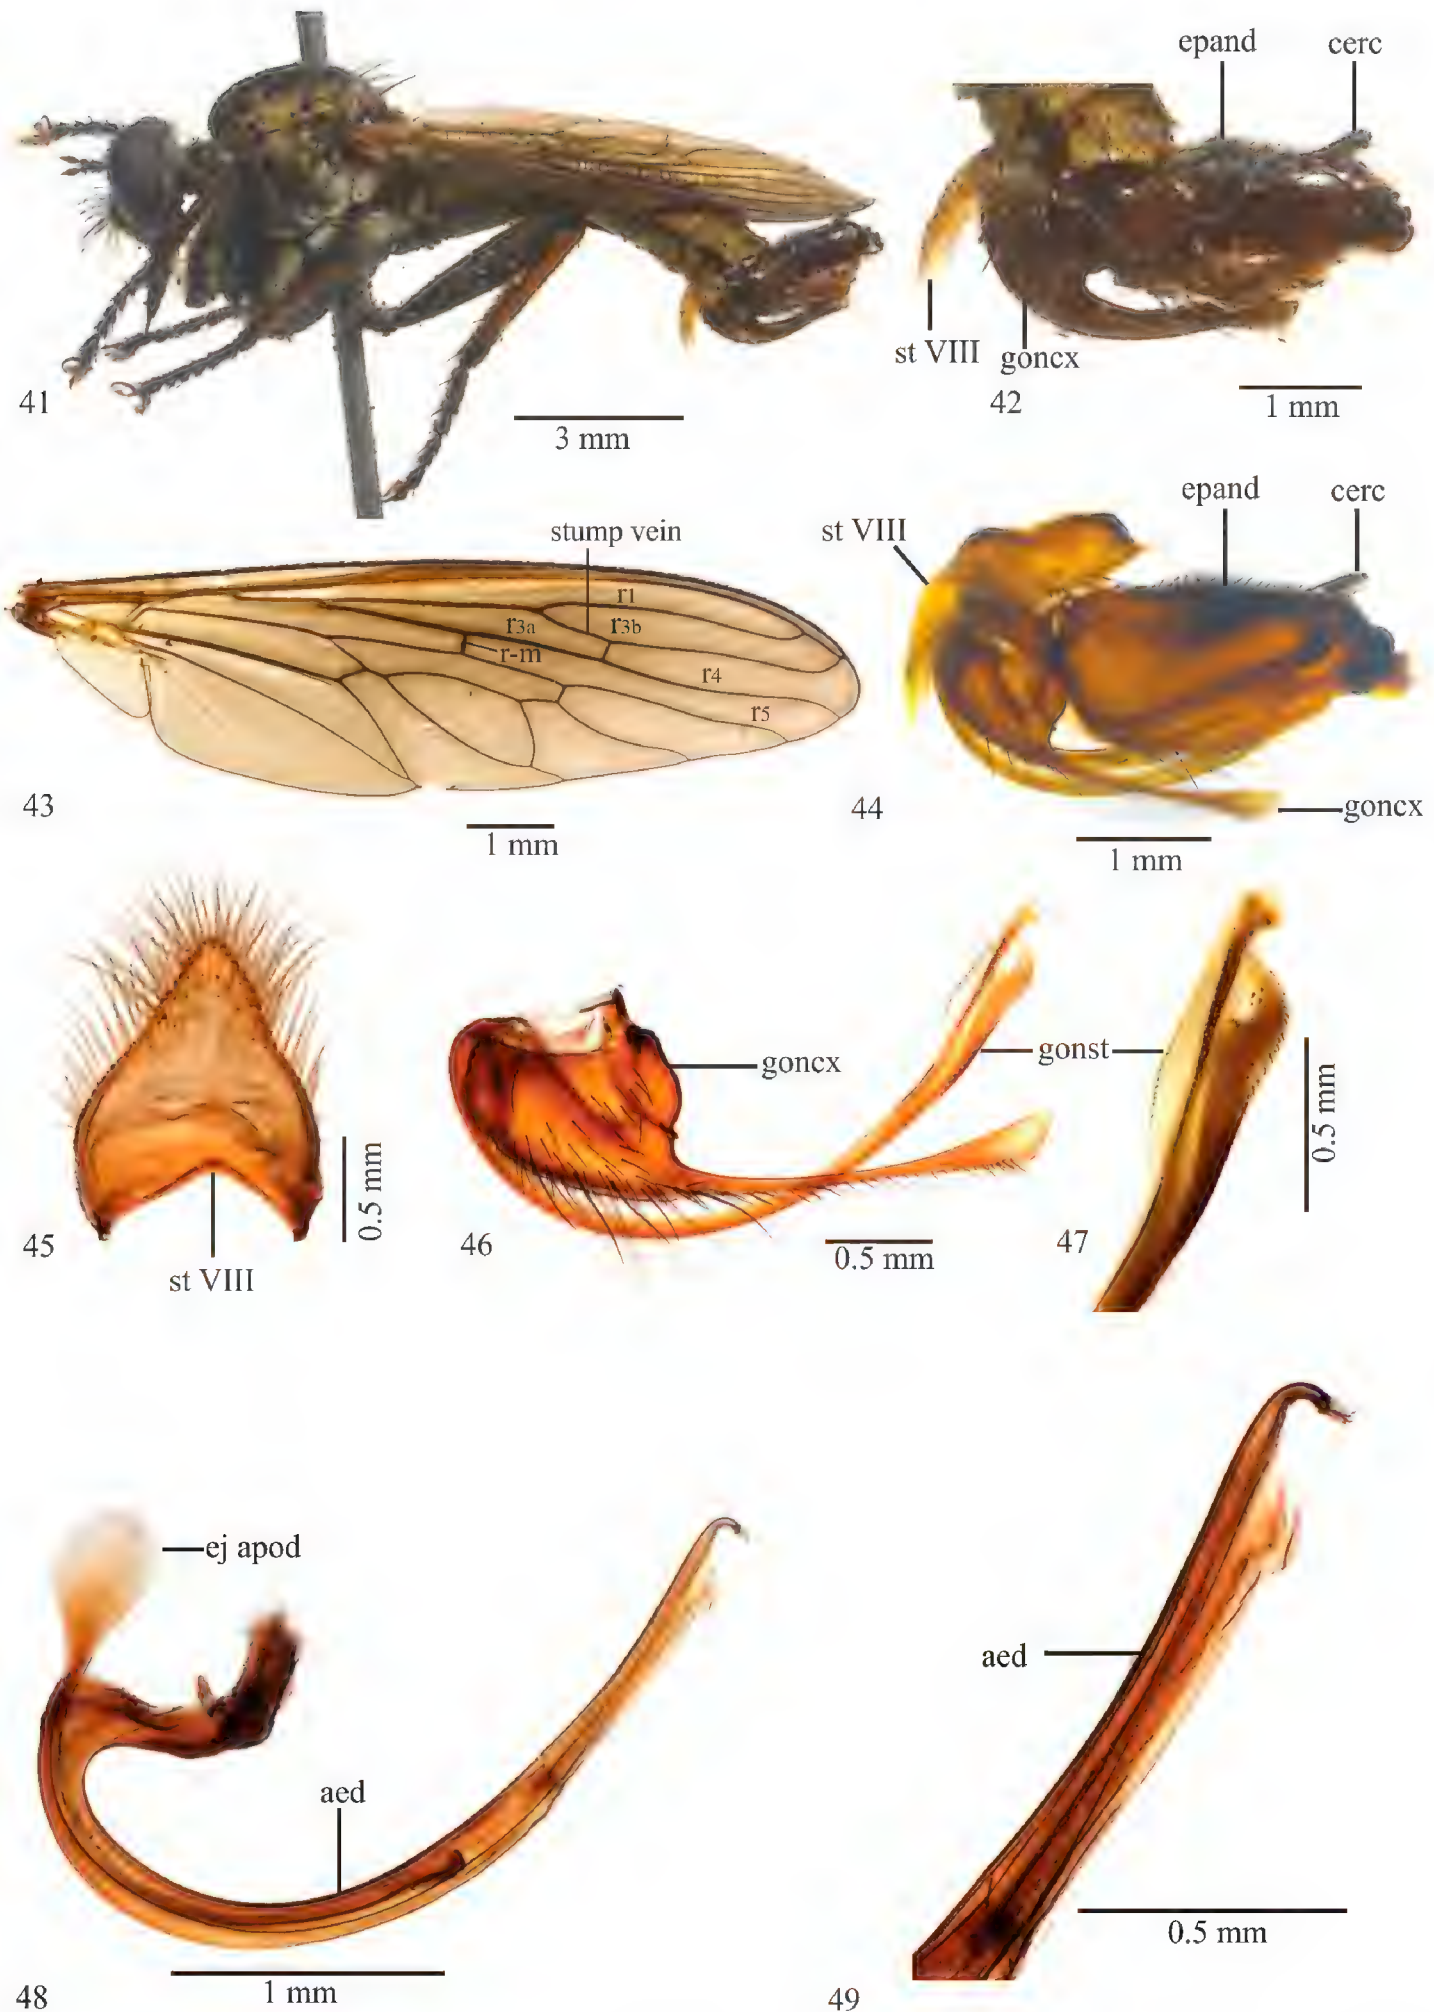 epand cerc
st VIII goncx
41
3 mm
42
1 mm
stump vein
r1
r3a r3b
r-m
r4
r5
43
1 mm
epand cerc
st VIII
44
goncx
1 mm
45
st VIII
0.5 mm
46
goncx
gonst
0.5 mm
47
0.5 mm
ej apod
aed
48
1 mm
aed
49
0.5 mm